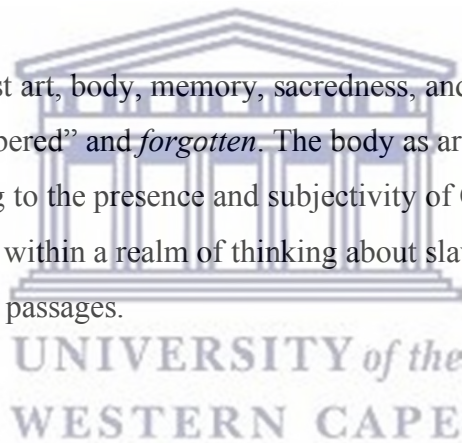 st art, body, memory, sacredness, and
bered” and forgotten. The body as ar
g to the presence and subjectivity of
within a realm of thinking about slav
passages.
UNIVERSITY of the
WESTERN CAPE